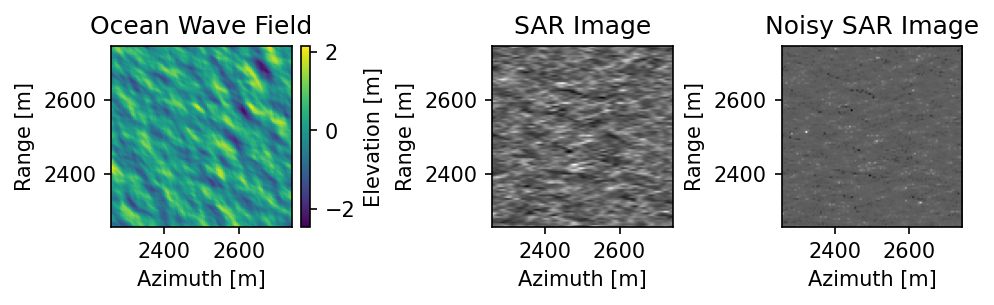 Ocean Wave Field
Range [m]
2600
2400
2400 2600
Azimuth [m]
2
0
−2
Elevation [m]
SAR Image
Range [m]
2600
2400
2400 2600
Azimuth [m]
Noisy SAR Image
Range [m]
2600
2400
2400 2600
Azimuth [m]